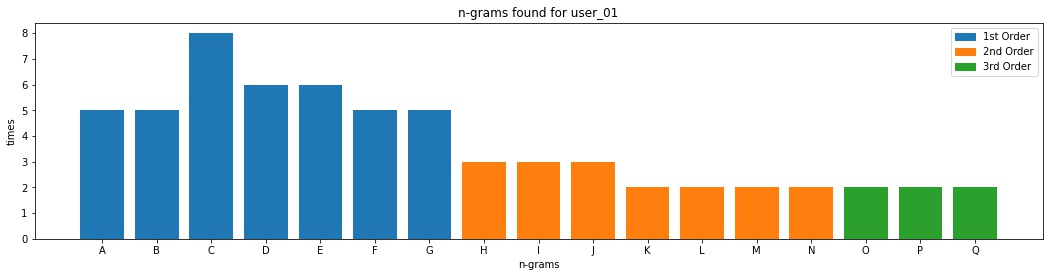 n-grams found for user_01
1st Order
2nd Order
3rd Order
8
7
6
5
4
3
2
1
0
times
A B C D E F G H I J K L M N O P Q
n-grams